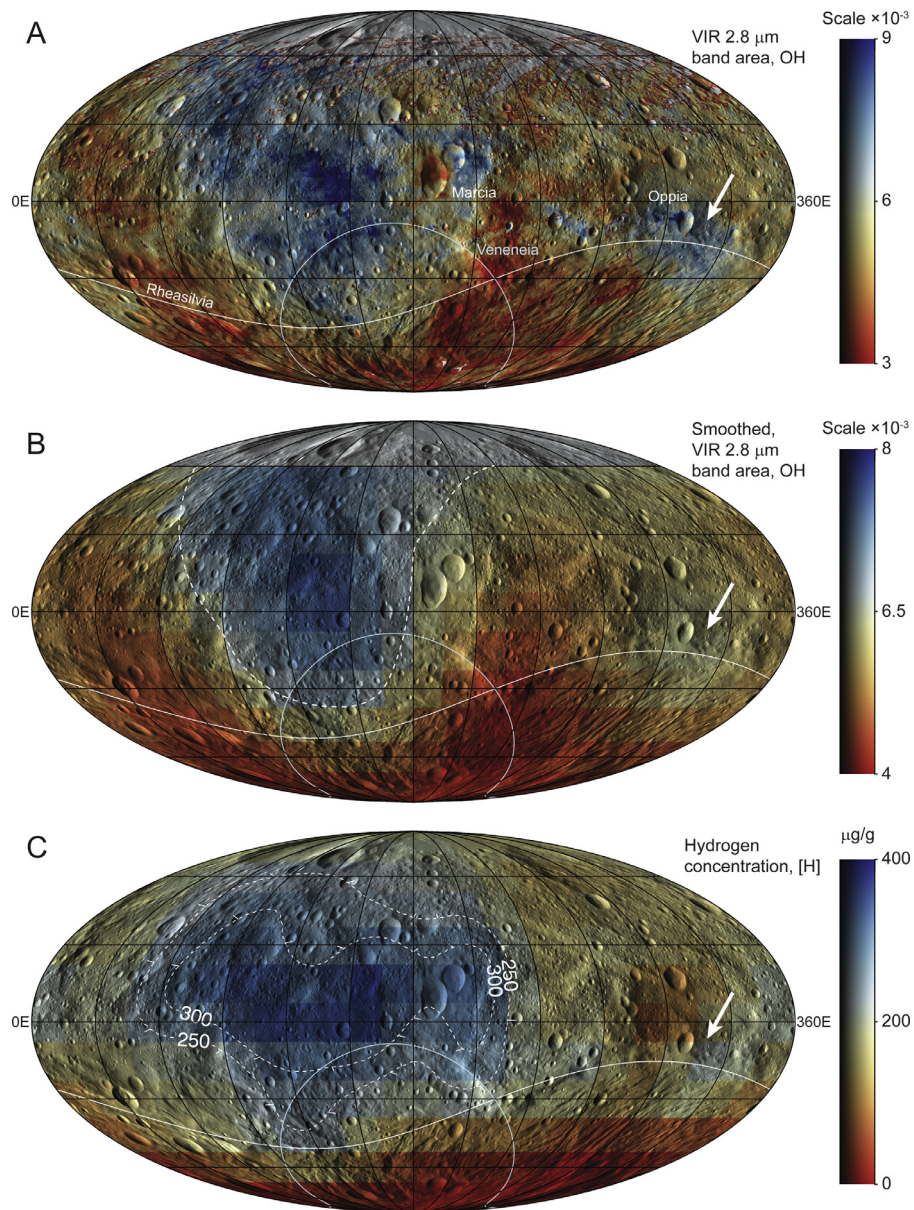 A
VIR 2.8 μm
band area, OH
Scale ×10⁻³
9
6
3
0E
360E
Marcia
Oppia
Veneneia
Rheasilvia
B
Smoothed,
VIR 2.8 μm
band area, OH
Scale ×10⁻³
8
6.5
4
0E
360E
C
Hydrogen
concentration, [H]
μg/g
400
200
0
0E
360E
300
250
250
300